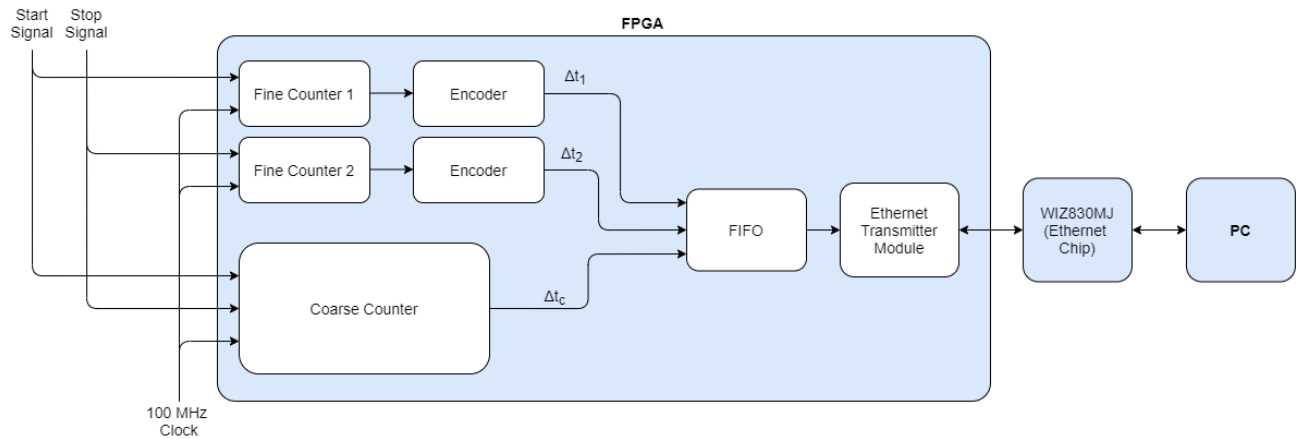 Start
Signal
Stop
Signal
FPGA
Fine Counter 1
Encoder
Δt₁
Fine Counter 2
Encoder
Δt₂
Coarse Counter
Δtc
FIFO
Ethernet
Transmitter
Module
WIZ830MJ
(Ethernet
Chip)
PC
100 MHz
Clock